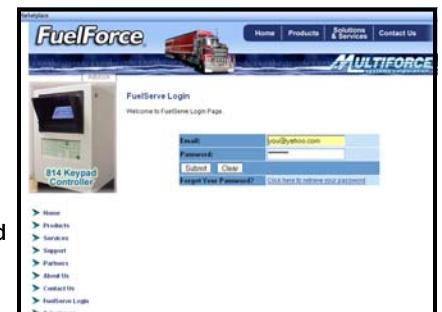 FuelForce
Home Products Solutions & Services Contact Us
MULTIFORCE
FuelServe Login
Welcome to FuelServe Login Page.
Email: you@yahoo.com
Password:
Submit Clear
Forgot Your Password? Click here to retrieve your password
814 Keypad
Controller
Home
Products
Services
Support
Partners
About Us
Contact Us
FuelServe Login
d